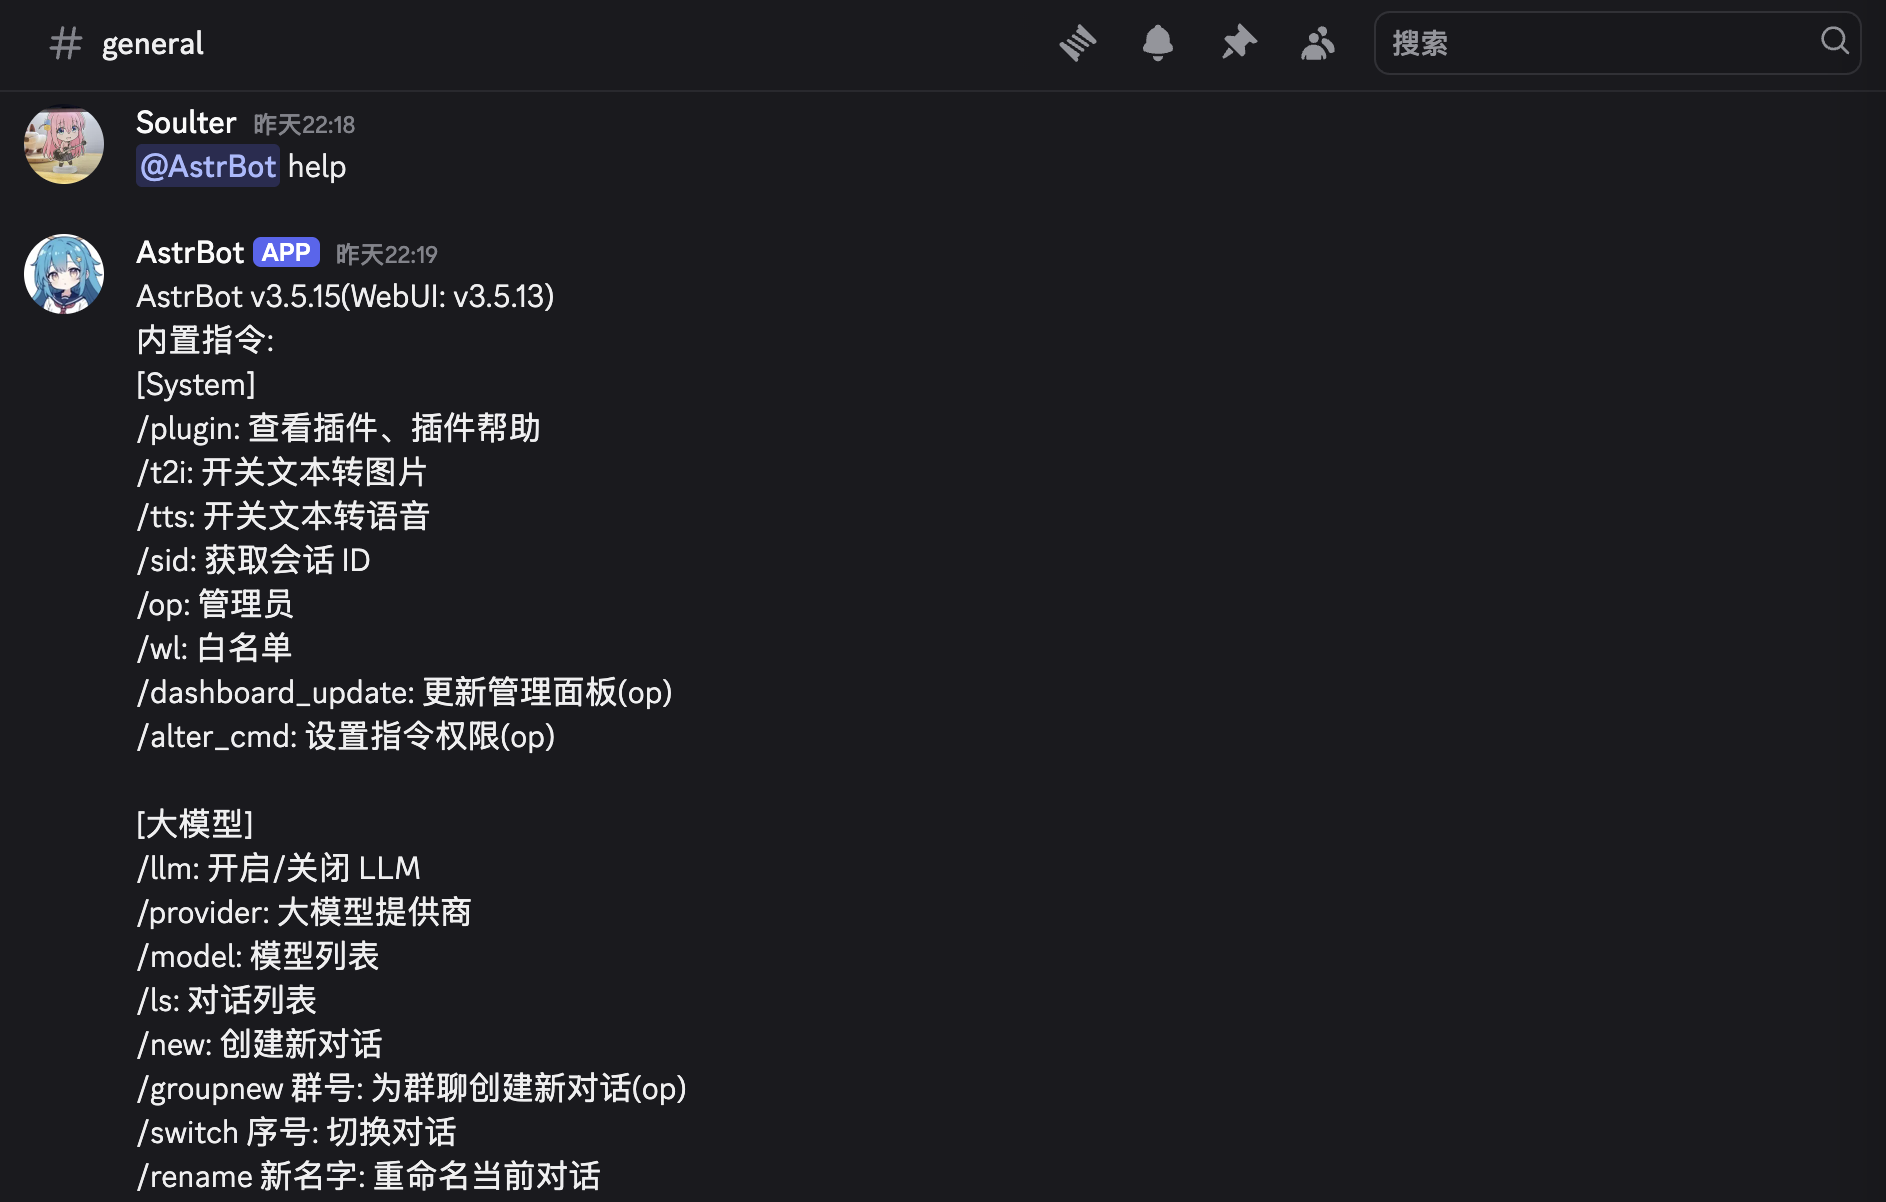 # general
搜索
Soulter 昨天22:18
@AstrBot help
AstrBot APP 昨天22:19
AstrBot v3.5.15(WebUI: v3.5.13)
内置指令:
[System]
/plugin: 查看插件、插件帮助
/t2i: 开关文本转图片
/tts: 开关文本转语音
/sid: 获取会话 ID
/op: 管理员
/wl: 白名单
/dashboard_update: 更新管理面板(op)
/alter_cmd: 设置指令权限(op)
[大模型]
/llm: 开启/关闭 LLM
/provider: 大模型提供商
/model: 模型列表
/ls: 对话列表
/new: 创建新对话
/groupnew 群号: 为群聊创建新对话(op)
/switch 序号: 切换对话
/rename 新名字: 重命名当前对话